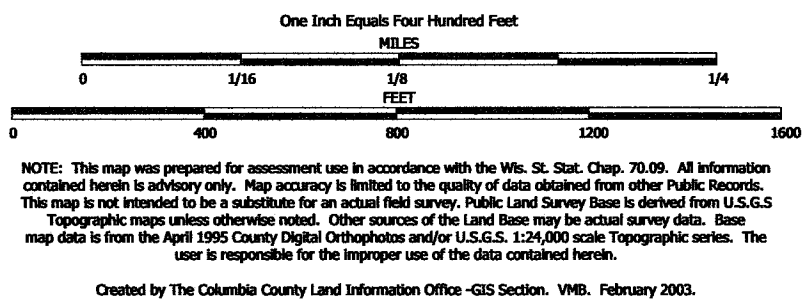 One Inch Equals Four Hundred Feet
MILES
0 1/16 1/8 1/4
FEET
0 400 800 1200 1600
NOTE: This map was prepared for assessment use in accordance with the Wis. St. Stat. Chap. 70.09. All information
contained herein is advisory only. Map accuracy is limited to the quality of data obtained from other Public Records.
This map is not intended to be a substitute for an actual field survey. Public Land Survey Base is derived from U.S.G.S
Topographic maps unless otherwise noted. Other sources of the Land Base may be actual survey data. Base
map data is from the April 1995 County Digital Orthophotos and/or U.S.G.S. 1:24,000 scale Topographic series. The
user is responsible for the improper use of the data contained herein.
Created by The Columbia County Land Information Office -GIS Section. VMB. February 2003.